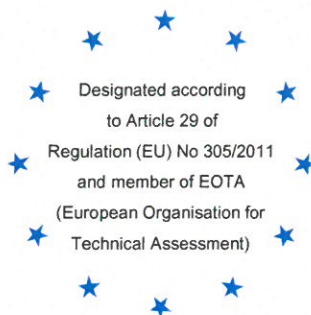 Designated according
to Article 29 of
Regulation (EU) No 305/2011
and member of EOTA
(European Organisation for
Technical Assessment)